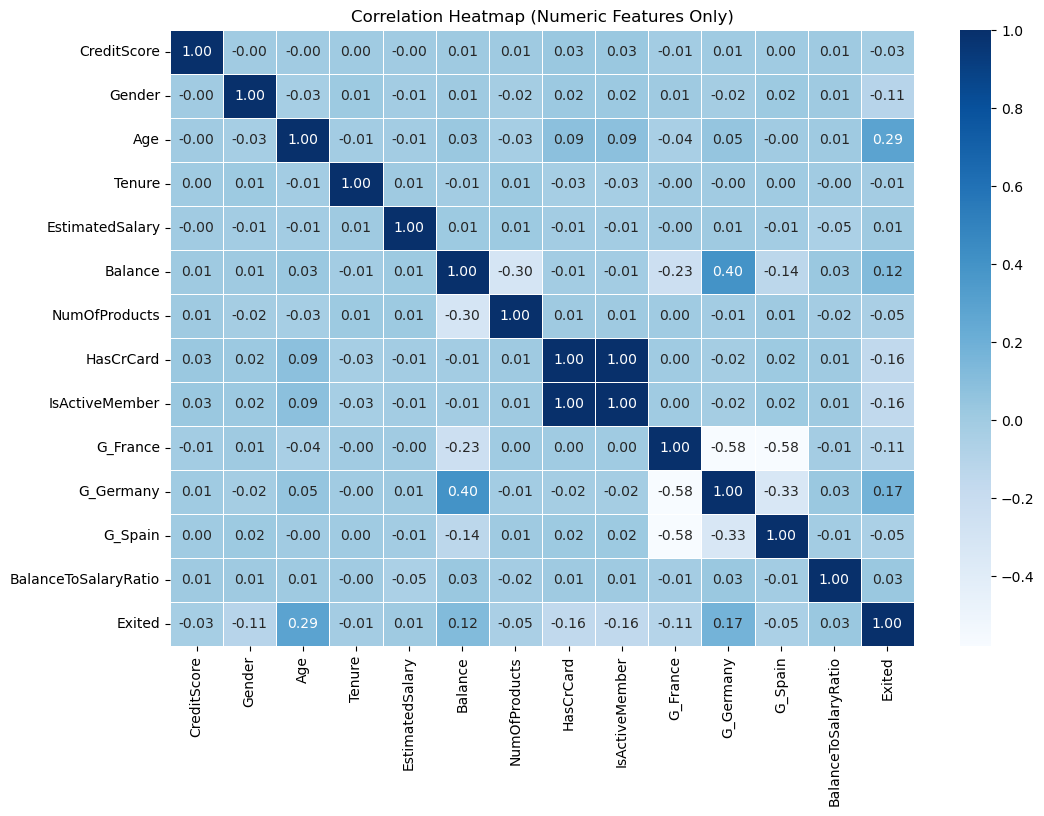 Correlation Heatmap (Numeric Features Only)
CreditScore 1.00 -0.00 -0.00 0.00 -0.00 0.01 0.01 0.03 0.03 -0.01 0.01 0.00 0.01 -0.03
Gender -0.00 1.00 -0.03 0.01 -0.01 0.01 -0.02 0.02 0.02 0.01 -0.02 0.02 0.01 -0.11
Age -0.00 -0.03 1.00 -0.01 -0.01 0.03 -0.03 0.09 0.09 -0.04 0.05 -0.00 0.01 0.29
Tenure 0.00 0.01 -0.01 1.00 0.01 -0.01 0.01 -0.03 -0.03 -0.00 -0.00 0.00 -0.00 -0.01
EstimatedSalary -0.00 -0.01 -0.01 0.01 1.00 0.01 0.01 -0.01 -0.01 -0.00 0.01 -0.01 -0.05 0.01
Balance 0.01 0.01 0.03 -0.01 0.01 1.00 -0.30 -0.01 -0.01 -0.23 0.40 -0.14 0.03 0.12
NumOfProducts 0.01 -0.02 -0.03 0.01 0.01 -0.30 1.00 0.01 0.01 0.00 -0.01 0.01 -0.02 -0.05
HasCrCard 0.03 0.02 0.09 -0.03 -0.01 -0.01 0.01 1.00 1.00 0.00 -0.02 0.02 0.01 -0.16
IsActiveMember 0.03 0.02 0.09 -0.03 -0.01 -0.01 0.01 1.00 1.00 0.00 -0.02 0.02 0.01 -0.16
G_France -0.01 0.01 -0.04 -0.00 -0.00 -0.23 0.00 0.00 0.00 1.00 -0.58 -0.58 -0.01 -0.11
G_Germany 0.01 -0.02 0.05 -0.00 0.01 0.40 -0.01 -0.02 -0.02 -0.58 1.00 -0.33 0.03 0.17
G_Spain 0.00 0.02 -0.00 0.00 -0.01 -0.14 0.01 0.02 0.02 -0.58 -0.33 1.00 -0.01 -0.05
BalanceToSalaryRatio 0.01 0.01 0.01 -0.00 -0.05 0.03 -0.02 0.01 0.01 -0.01 0.03 -0.01 1.00 0.03
Exited -0.03 -0.11 0.29 -0.01 0.01 0.12 -0.05 -0.16 -0.16 -0.11 0.17 -0.05 0.03 1.00
CreditScore
Gender
Age
Tenure
EstimatedSalary
Balance
NumOfProducts
HasCrCard
IsActiveMember
G_France
G_Germany
G_Spain
BalanceToSalaryRatio
Exited
1.0
0.8
0.6
0.4
0.2
0.0
−0.2
−0.4